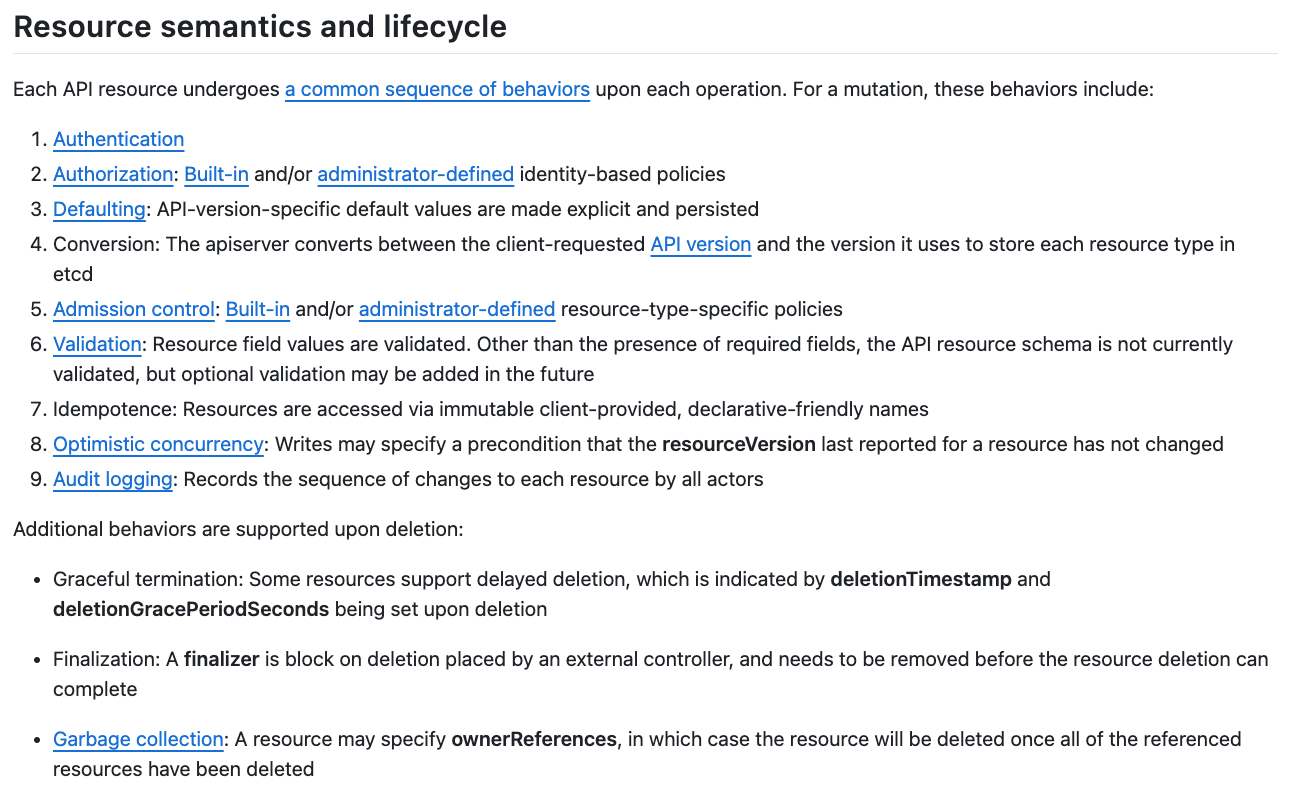 Resource semantics and lifecycle
Each API resource undergoes a common sequence of behaviors upon each operation. For a mutation, these behaviors include:
1. Authentication
2. Authorization: Built-in and/or administrator-defined identity-based policies
3. Defaulting: API-version-specific default values are made explicit and persisted
4. Conversion: The apiserver converts between the client-requested API version and the version it uses to store each resource type in
etcd
5. Admission control: Built-in and/or administrator-defined resource-type-specific policies
6. Validation: Resource field values are validated. Other than the presence of required fields, the API resource schema is not currently
validated, but optional validation may be added in the future
7. Idempotence: Resources are accessed via immutable client-provided, declarative-friendly names
8. Optimistic concurrency: Writes may specify a precondition that the resourceVersion last reported for a resource has not changed
9. Audit logging: Records the sequence of changes to each resource by all actors
Additional behaviors are supported upon deletion:
• Graceful termination: Some resources support delayed deletion, which is indicated by deletionTimestamp and
deletionGracePeriodSeconds being set upon deletion
• Finalization: A finalizer is block on deletion placed by an external controller, and needs to be removed before the resource deletion can
complete
• Garbage collection: A resource may specify ownerReferences, in which case the resource will be deleted once all of the referenced
resources have been deleted